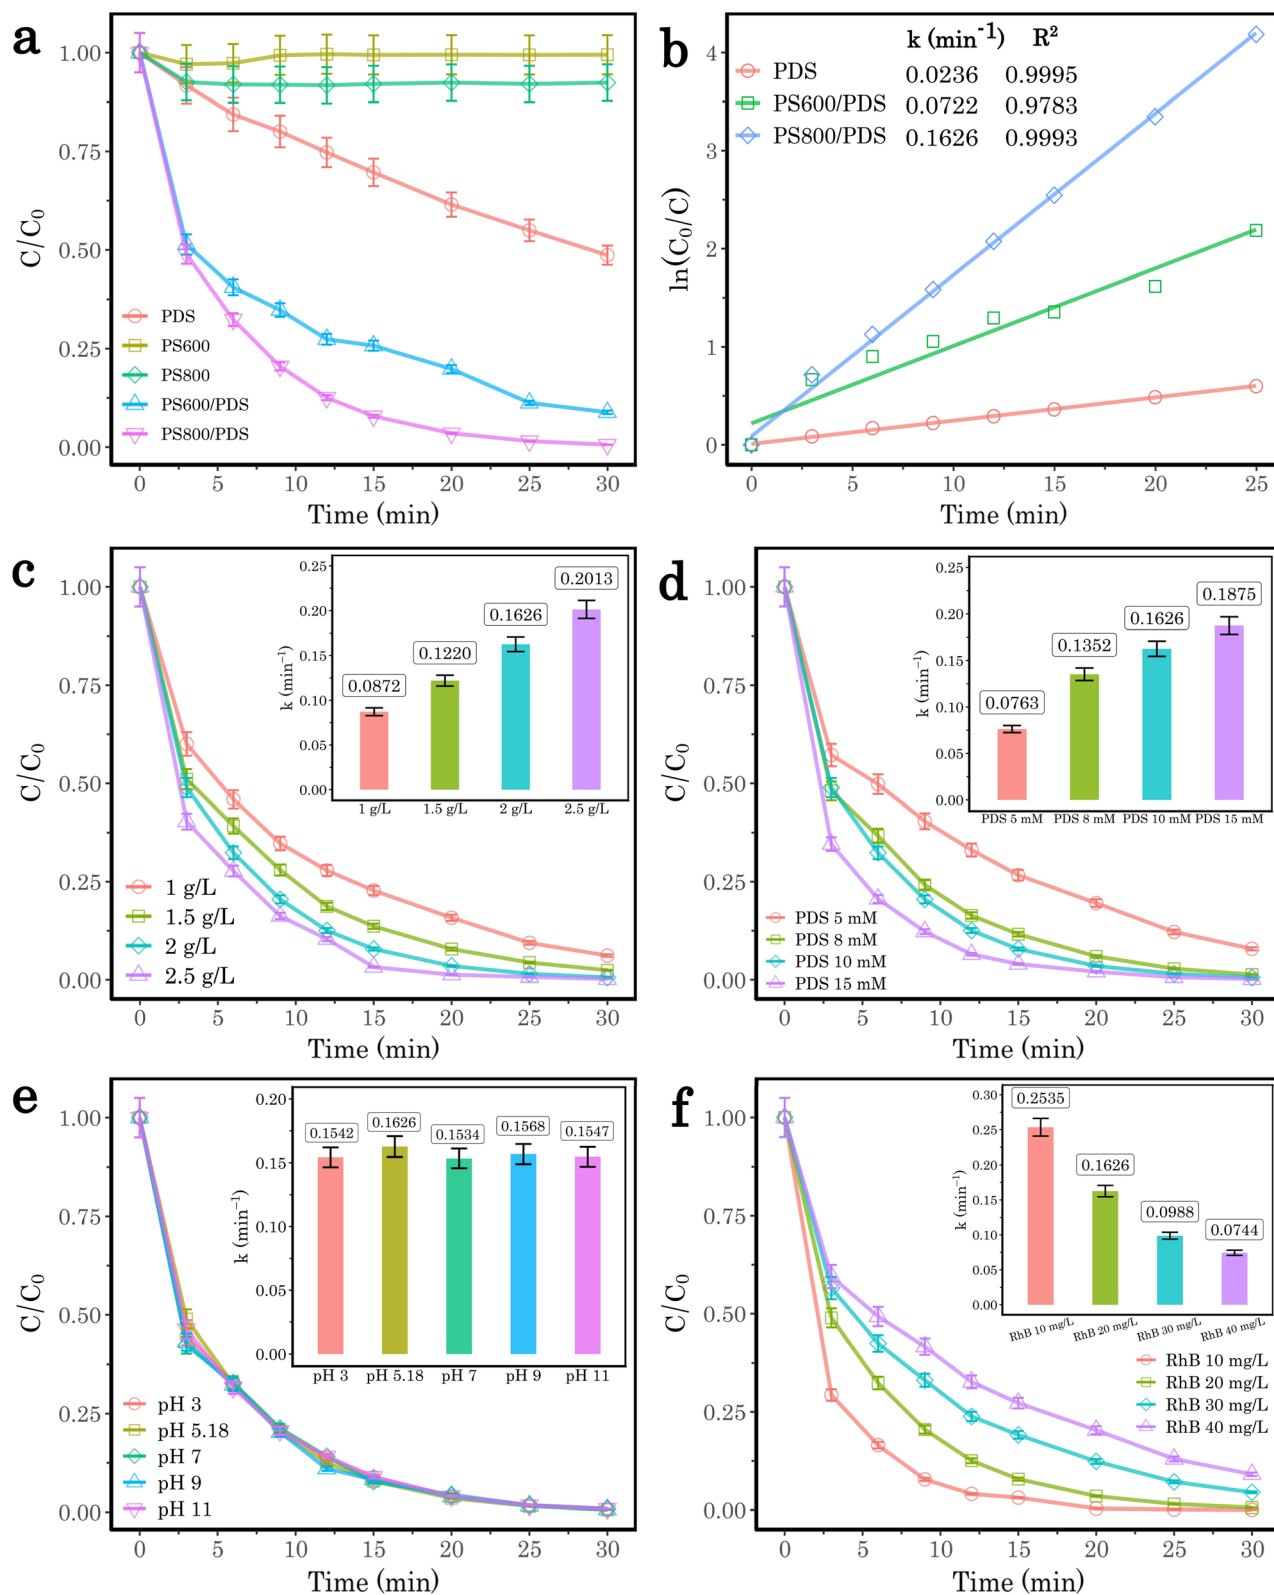 a
C/C0
1.00
0.75
0.50
0.25
0.00
PDS
PS600
PS800
PS600/PDS
PS800/PDS
0 5 10 15 20 25 30
Time (min)
b
k (min-1) R2
PDS 0.0236 0.9995
PS600/PDS 0.0722 0.9783
PS800/PDS 0.1626 0.9993
ln(C0/C)
4
3
2
1
0
0 5 10 15 20 25
Time (min)
c
C/C0
1.00
0.75
0.50
0.25
0.00
k (min−1)
0.25
0.20
0.15
0.10
0.05
0.00
0.0872
0.1220
0.1626
0.2013
1 g/L 1.5 g/L 2 g/L 2.5 g/L
1 g/L
1.5 g/L
2 g/L
2.5 g/L
0 5 10 15 20 25 30
Time (min)
d
C/C0
1.00
0.75
0.50
0.25
0.00
k (min−1)
0.25
0.20
0.15
0.10
0.05
0.00
0.0763
0.1352
0.1626
0.1875
PDS 5 mM PDS 8 mM PDS 10 mM PDS 15 mM
PDS 5 mM
PDS 8 mM
PDS 10 mM
PDS 15 mM
0 5 10 15 20 25 30
Time (min)
e
C/C0
1.00
0.75
0.50
0.25
0.00
k (min−1)
0.20
0.15
0.10
0.05
0.00
0.1542
0.1626
0.1534
0.1568
0.1547
pH 3 pH 5.18 pH 7 pH 9 pH 11
pH 3
pH 5.18
pH 7
pH 9
pH 11
0 5 10 15 20 25 30
Time (min)
f
C/C0
1.00
0.75
0.50
0.25
0.00
k (min−1)
0.30
0.25
0.20
0.15
0.10
0.05
0.00
0.2535
0.1626
0.0988
0.0744
RhB 10 mg/L RhB 20 mg/L RhB 30 mg/L RhB 40 mg/L
RhB 10 mg/L
RhB 20 mg/L
RhB 30 mg/L
RhB 40 mg/L
0 5 10 15 20 25 30
Time (min)